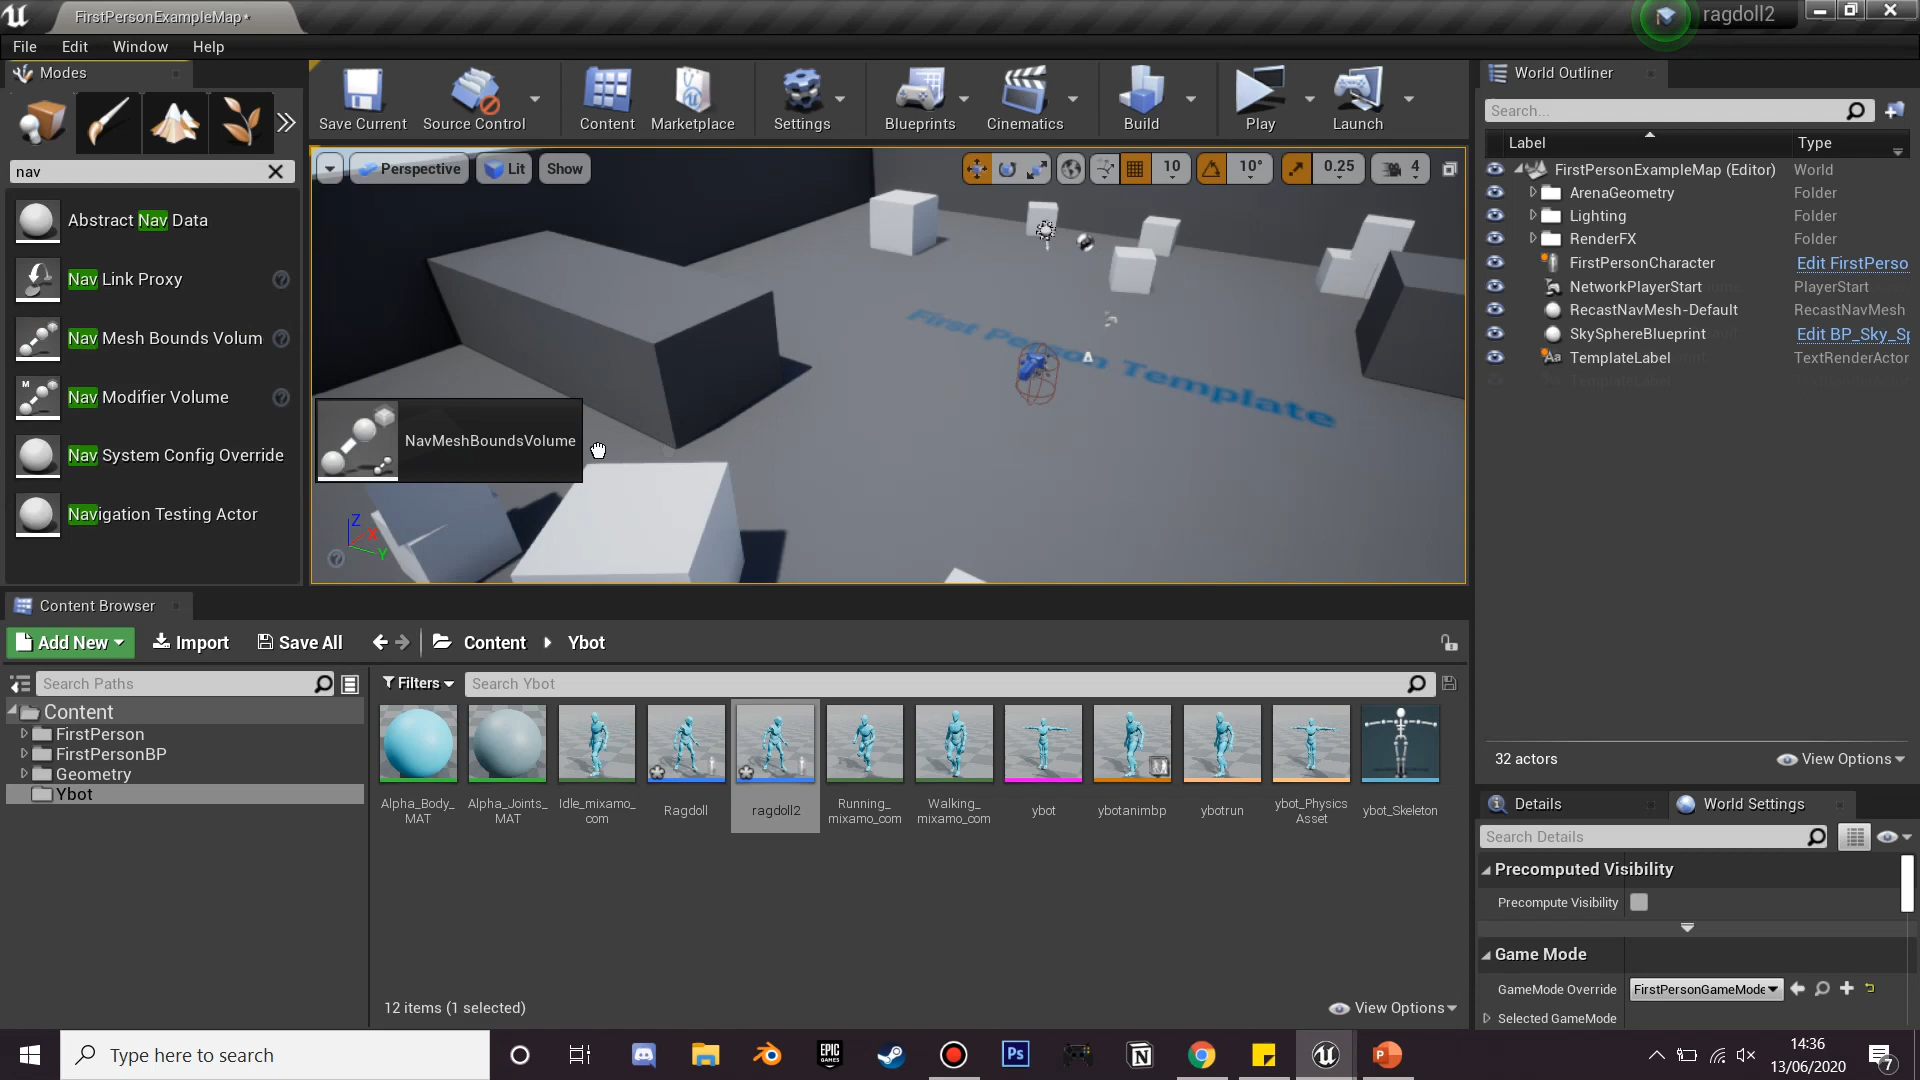 FirstPersonExampleMap*
ragdoll2
File Edit Window Help
Modes
nav
Abstract Nav Data
Nav Link Proxy
Nav Mesh Bounds Volum
Nav Modifier Volume
Nav System Config Override
Navigation Testing Actor
Save Current Source Control Content Marketplace Settings Blueprints Cinematics Build Play Launch
Perspective Lit Show 10 10° 0.25 4
First Person Template
NavMeshBoundsVolume
Z
X
Y
World Outliner
Search...
Label Type
FirstPersonExampleMap (Editor) World
ArenaGeometry Folder
Lighting Folder
RenderFX Folder
FirstPersonCharacter Edit FirstPerso
NetworkPlayerStart PlayerStart
RecastNavMesh-Default RecastNavMesh
SkySphereBlueprint Edit BP_Sky_Sp
TemplateLabel TextRenderActor
32 actors View Options
Content Browser
Add New Import Save All Content Ybot
Search Paths
Content
FirstPerson
FirstPersonBP
Geometry
Ybot
Filters Search Ybot
Alpha_Body_
MAT
Alpha_Joints_
MAT
Idle_mixamo_
com
Ragdoll
ragdoll2
Running_
mixamo_com
Walking_
mixamo_com
ybot
ybotanimbp
ybotrun
ybot_Physics
Asset
ybot_Skeleton
12 items (1 selected) View Options
Details World Settings
Search Details
Precomputed Visibility
Precompute Visibility
Game Mode
GameMode Override FirstPersonGameMode
Selected GameMode
Type here to search
EPIC
GAMES
Ps
N
P
14:36
13/06/2020
7